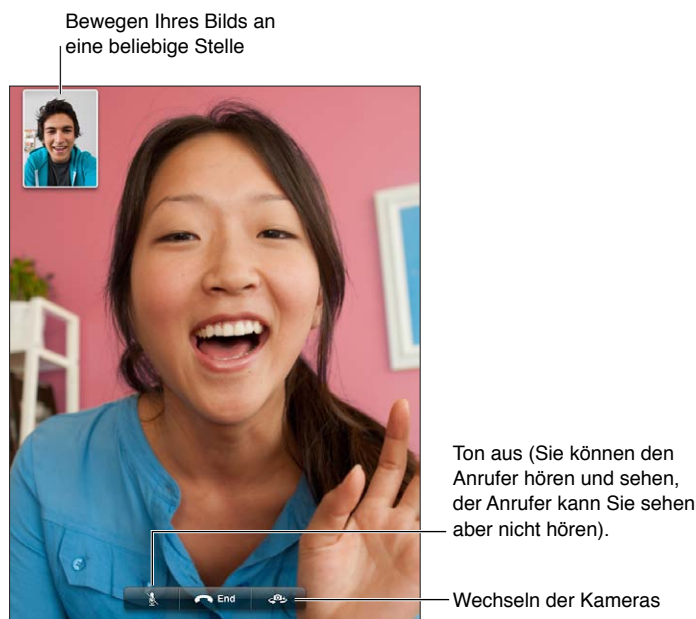 Bewegen Ihres Bilds an
eine beliebige Stelle
Ton aus (Sie können den
Anrufer hören und sehen,
der Anrufer kann Sie sehen
aber nicht hören).
End
Wechseln der Kameras